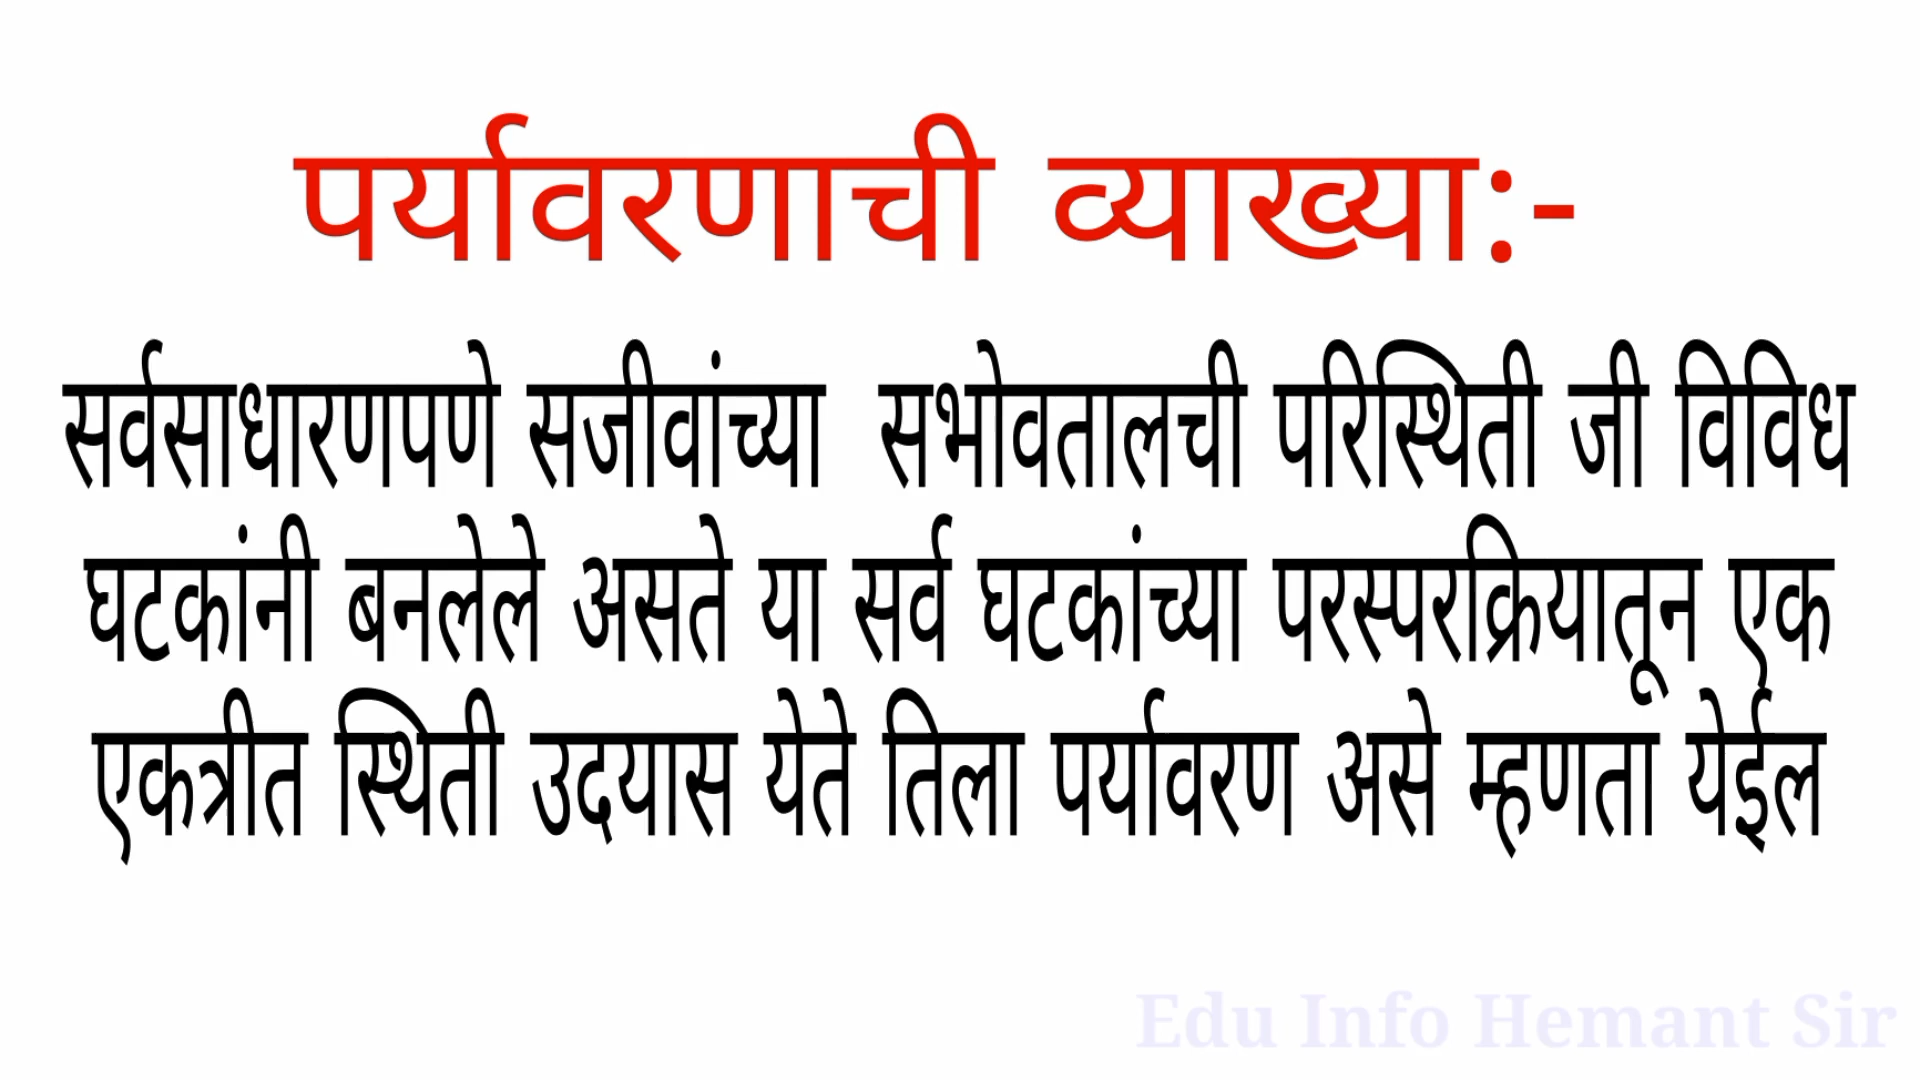 पर्यावरणाची व्याख्या:-
सर्वसाधारणपणे सजीवांच्या सभोवतालची परिस्थिती जी विविध
घटकांनी बनलेले असते या सर्व घटकांच्या परस्परक्रियातून एक
एकत्रीत स्थिती उदयास येते तिला पर्यावरण असे म्हणता येईल
Edu Info Hemant Sir